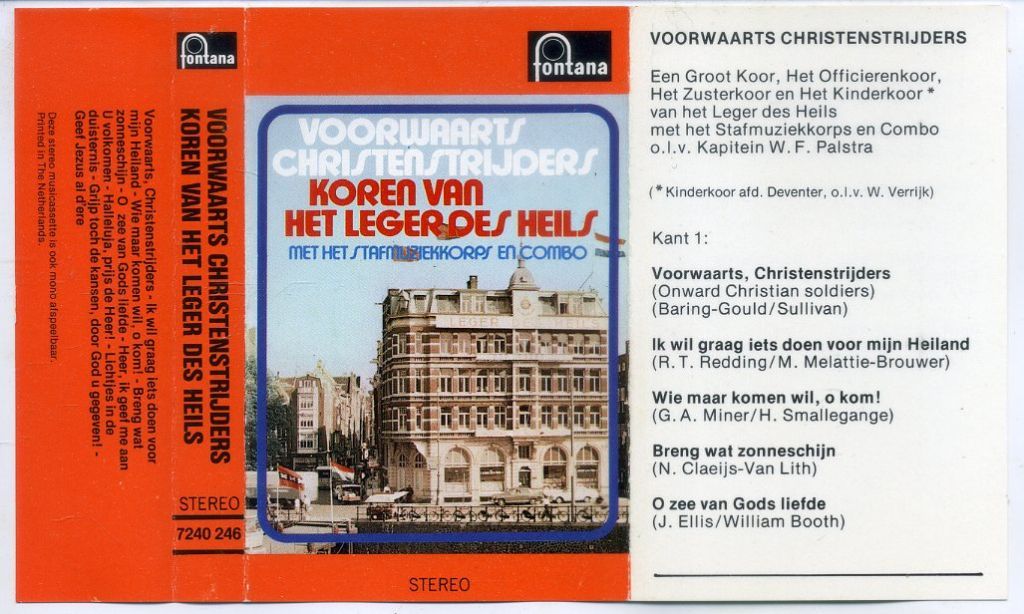 Voorwaarts, Christenstrijders - Ik wil graag iets doen voor
mijn Heiland - Wie maar komen wil, o kom! - Breng wat
zonneschijn - O zee van Gods liefde - Heer, ik geef me aan
U volkomen - Halleluja, prijs de Heer! - Lichtjes in de
duisternis - Grijp toch de kansen, door God u gegeven! -
Geef Jezus al d'ere
Deze stereo musicassette is ook mono afspeelbaar.
Printed in The Netherlands.
fontana
VOORWAARTS CHRISTENSTRIJDERS
KOREN VAN HET LEGER DES HEILS
STEREO
7240 246
fontana
VOORWAARTS
CHRISTENSTRIJDERS
KOREN VAN
HET LEGER DES HEILS
MET HET STAFMUZIEKKORPS EN COMBO
LEGER
STEREO
VOORWAARTS CHRISTENSTRIJDERS
Een Groot Koor, Het Officierenkoor,
Het Zusterkoor en Het Kinderkoor *
van het Leger des Heils
met het Stafmuziekkorps en Combo
o.l.v. Kapitein W. F. Palstra
(* Kinderkoor afd. Deventer, o.l.v. W. Verrijk)
Kant 1:
Voorwaarts, Christenstrijders
(Onward Christian soldiers)
(Baring-Gould/Sullivan)
Ik wil graag iets doen voor mijn Heiland
(R. T. Redding/M. Melattie-Brouwer)
Wie maar komen wil, o kom!
(G. A. Miner/H. Smallegange)
Breng wat zonneschijn
(N. Claeijs-Van Lith)
O zee van Gods liefde
(J. Ellis/William Booth)